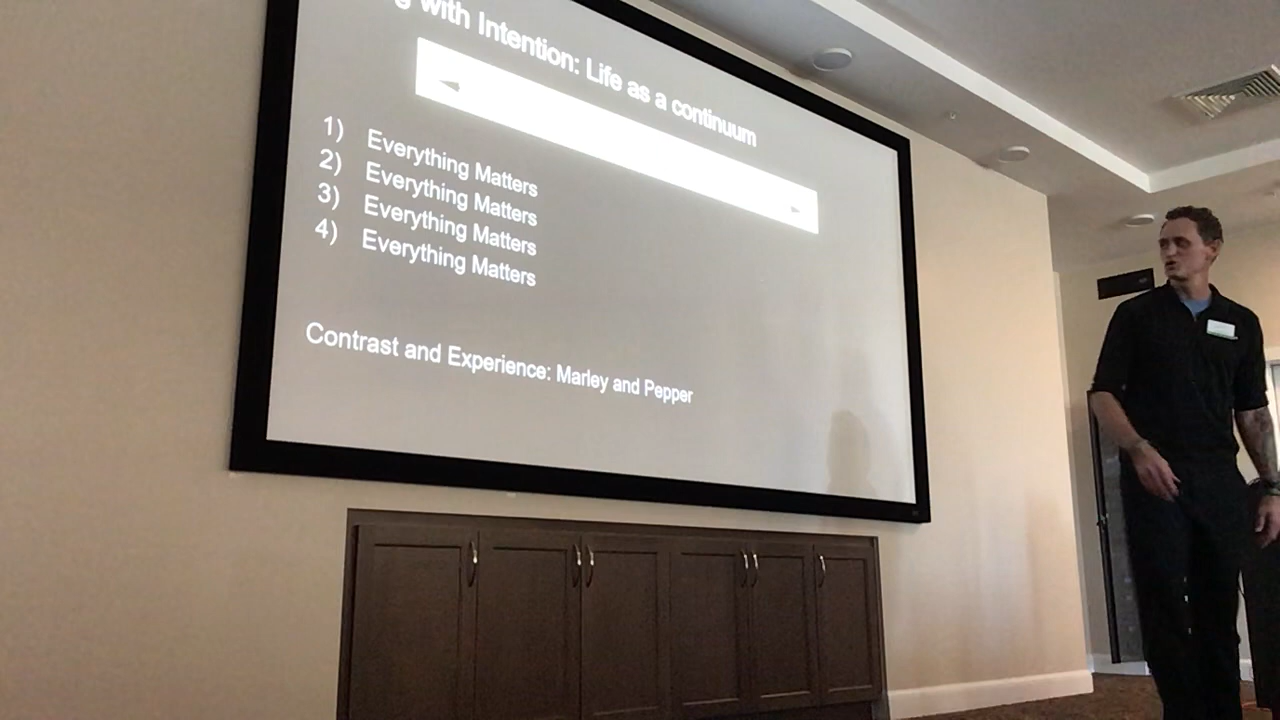 with Intention: Life as a continuum
1) Everything Matters
2) Everything Matters
3) Everything Matters
4) Everything Matters
Contrast and Experience: Marley and Pepper